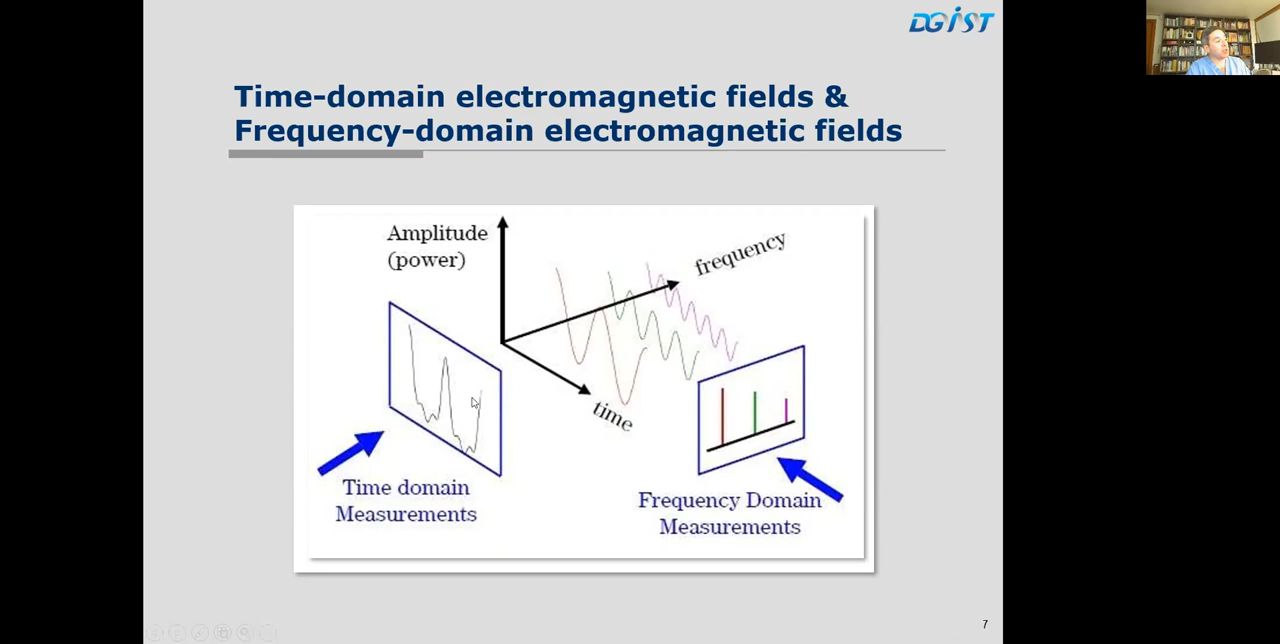 DGIST
Time-domain electromagnetic fields &
Frequency-domain electromagnetic fields
Amplitude
(power)
frequency
time
Time domain
Measurements
Frequency Domain
Measurements
7